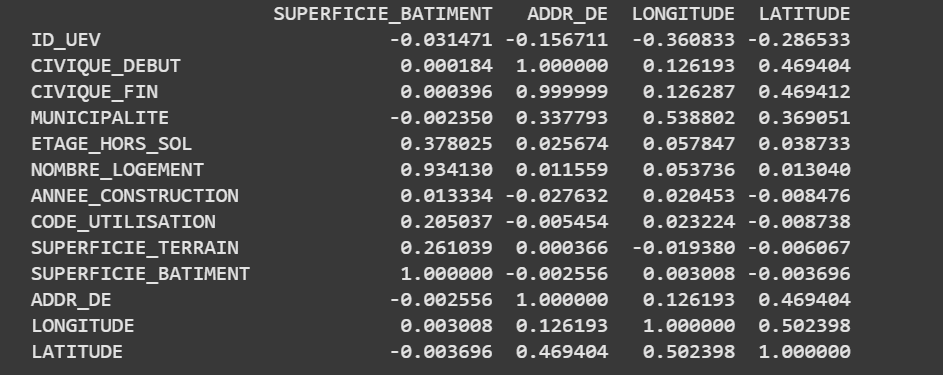 SUPERFICIE_BATIMENT ADDR_DE LONGITUDE LATITUDE
ID_UEV -0.031471 -0.156711 -0.360833 -0.286533
CIVIQUE_DEBUT 0.000184 1.000000 0.126193 0.469404
CIVIQUE_FIN 0.000396 0.999999 0.126287 0.469412
MUNICIPALITE -0.002350 0.337793 0.538802 0.369051
ETAGE_HORS_SOL 0.378025 0.025674 0.057847 0.038733
NOMBRE_LOGEMENT 0.934130 0.011559 0.053736 0.013040
ANNEE_CONSTRUCTION 0.013334 -0.027632 0.020453 -0.008476
CODE_UTILISATION 0.205037 -0.005454 0.023224 -0.008738
SUPERFICIE_TERRAIN 0.261039 0.000366 -0.019380 -0.006067
SUPERFICIE_BATIMENT 1.000000 -0.002556 0.003008 -0.003696
ADDR_DE -0.002556 1.000000 0.126193 0.469404
LONGITUDE 0.003008 0.126193 1.000000 0.502398
LATITUDE -0.003696 0.469404 0.502398 1.000000